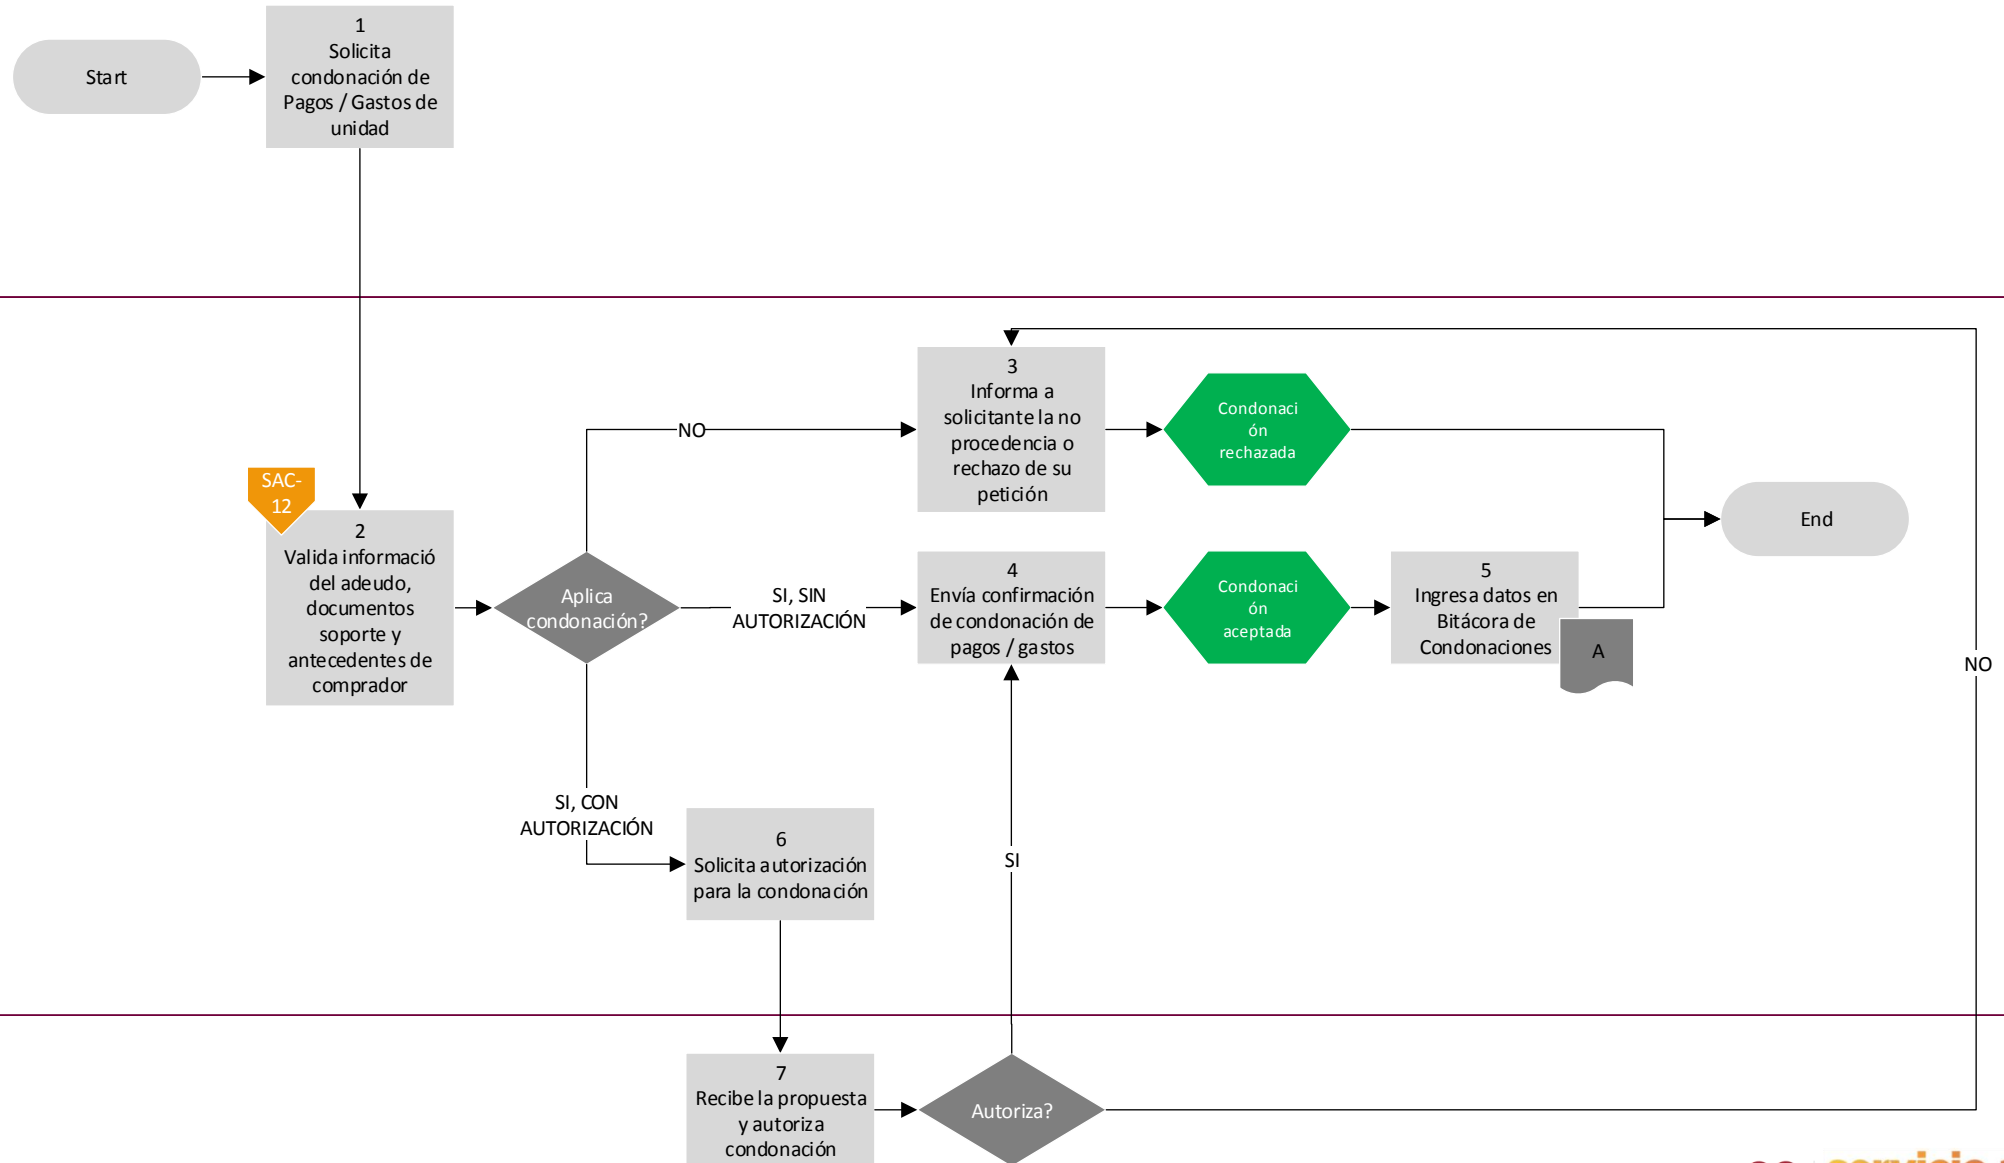 Start
1
Solicita
condonación de
Pagos / Gastos de
unidad
3
Informa a
solicitante la no
procedencia o
rechazo de su
petición
Condonaci
ón
rechazada
NO
SAC-
12
2
Valida informació
del adeudo,
documentos
soporte y
antecedentes de
comprador
Aplica
condonación?
SI, SIN
AUTORIZACIÓN
4
Envía confirmación
de condonación de
pagos / gastos
Condonaci
ón
aceptada
5
Ingresa datos en
Bitácora de
Condonaciones
A
End
NO
SI, CON
AUTORIZACIÓN
6
Solicita autorización
para la condonación
SI
7
Recibe la propuesta
y autoriza
condonación
Autoriza?